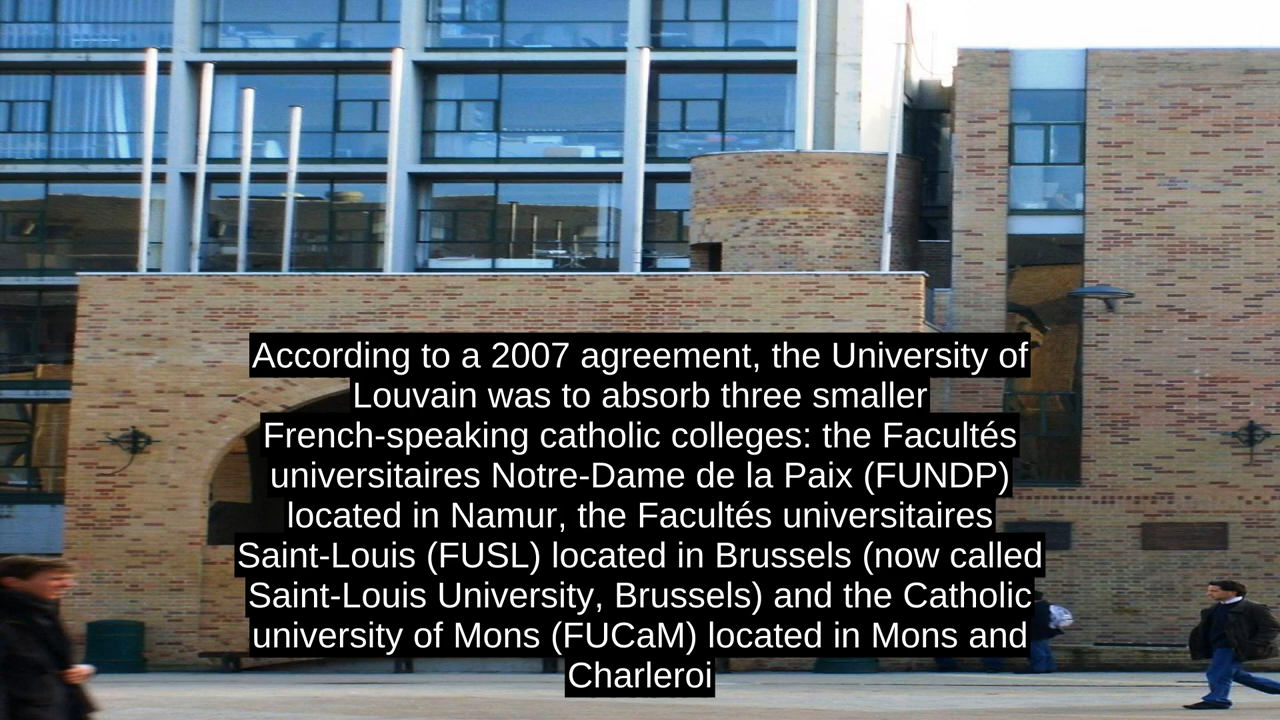 According to a 2007 agreement, the University of
Louvain was to absorb three smaller
French-speaking catholic colleges: the Facultés
universitaires Notre-Dame de la Paix (FUNDP)
located in Namur, the Facultés universitaires
Saint-Louis (FUSL) located in Brussels (now called
Saint-Louis University, Brussels) and the Catholic
university of Mons (FUCaM) located in Mons and
Charleroi